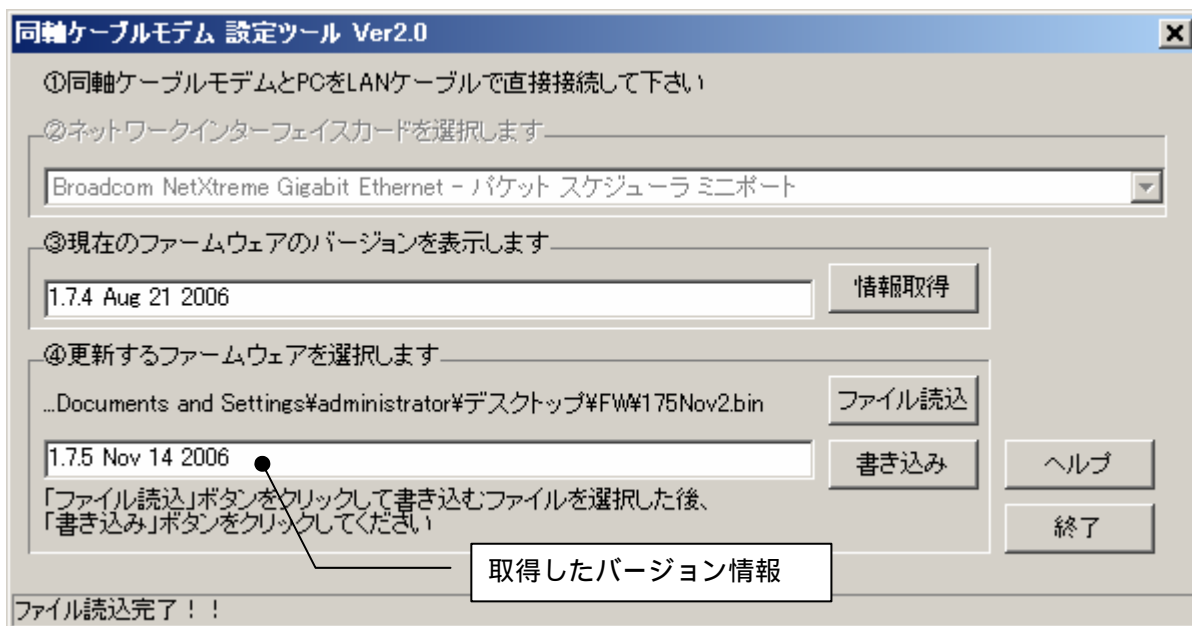 同軸ケーブルモデム 設定ツール Ver2.0
①同軸ケーブルモデムとPCをLANケーブルで直接接続して下さい
②ネットワークインターフェイスカードを選択します
Broadcom NetXtreme Gigabit Ethernet - パケット スケジューラ ミニポート
③現在のファームウェアのバージョンを表示します
1.7.4 Aug 21 2006
情報取得
④更新するファームウェアを選択します
...Documents and Settings¥administrator¥デスクトップ¥FW¥175Nov2.bin
ファイル読込
1.7.5 Nov 14 2006
書き込み
ヘルプ
「ファイル読込」ボタンをクリックして書き込むファイルを選択した後、
「書き込み」ボタンをクリックしてください
終了
取得したバージョン情報
ファイル読込完了！！